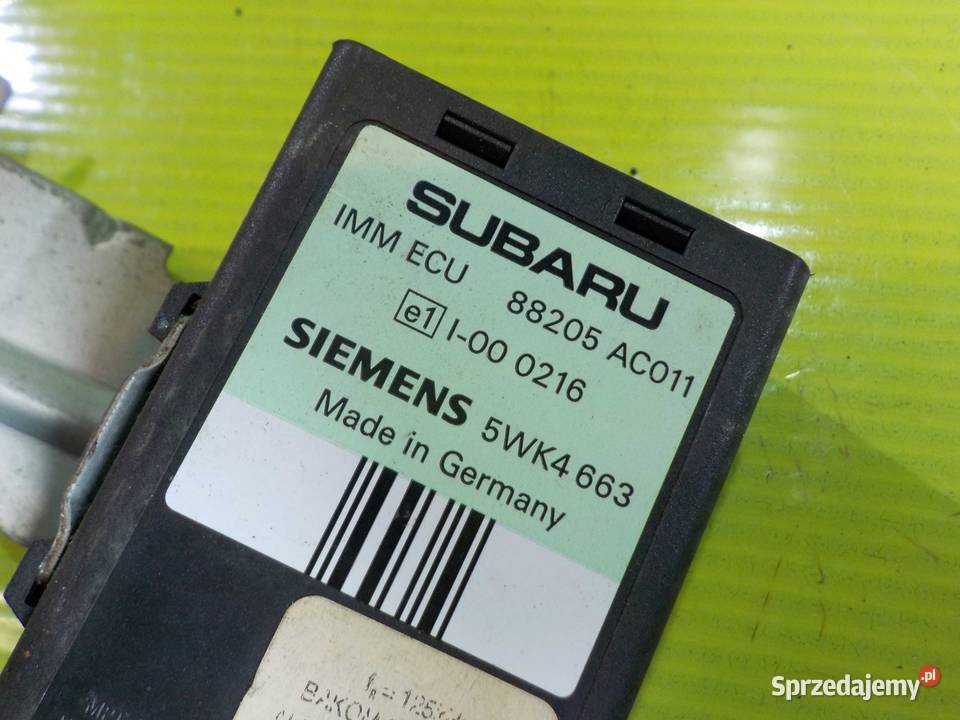 SUBARU
IMM ECU 88205 AC011
e1 I-00 0216
SIEMENS 5WK4 663
Made in Germany
Sprzedajemy.pl